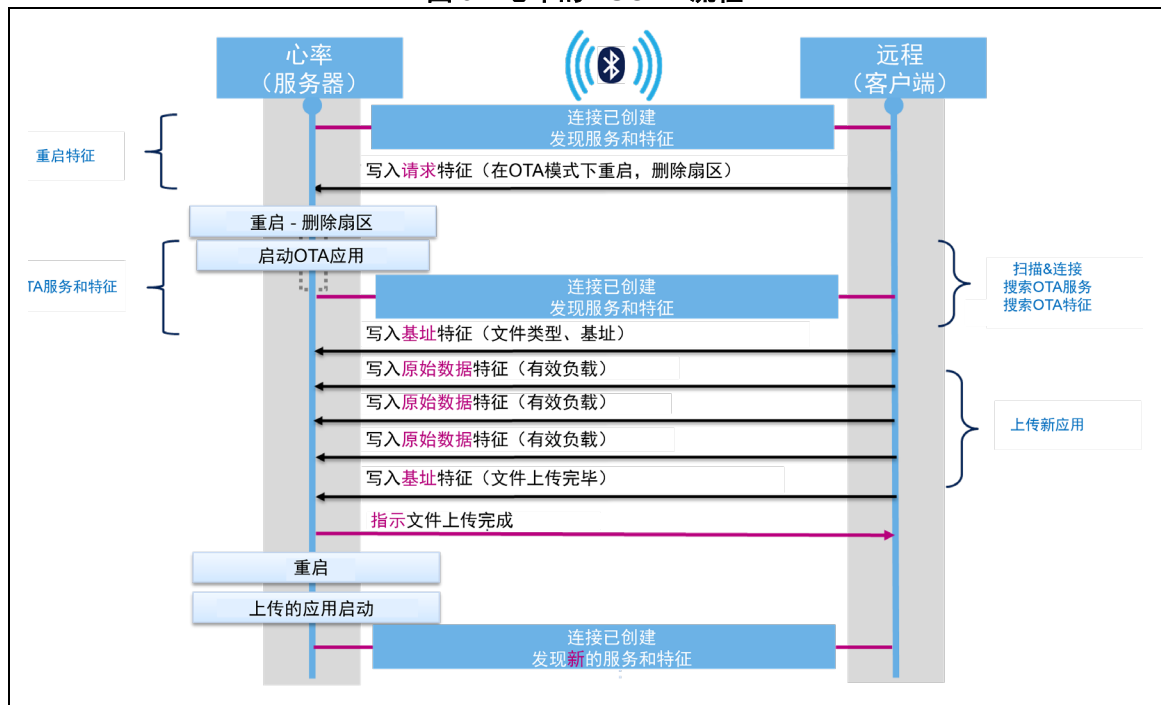 心率
（服务器）
远程
（客户端）
连接已创建
发现服务和特征
重启特征
写入请求特征（在OTA模式下重启，删除扇区）
重启 - 删除扇区
启动OTA应用
TA服务和特征
连接已创建
发现服务和特征
扫描&连接
搜索OTA服务
搜索OTA特征
写入基址特征（文件类型、基址）
写入原始数据特征（有效负载）
写入原始数据特征（有效负载）
写入原始数据特征（有效负载）
上传新应用
写入基址特征（文件上传完毕）
指示文件上传完成
重启
上传的应用启动
连接已创建
发现新的服务和特征